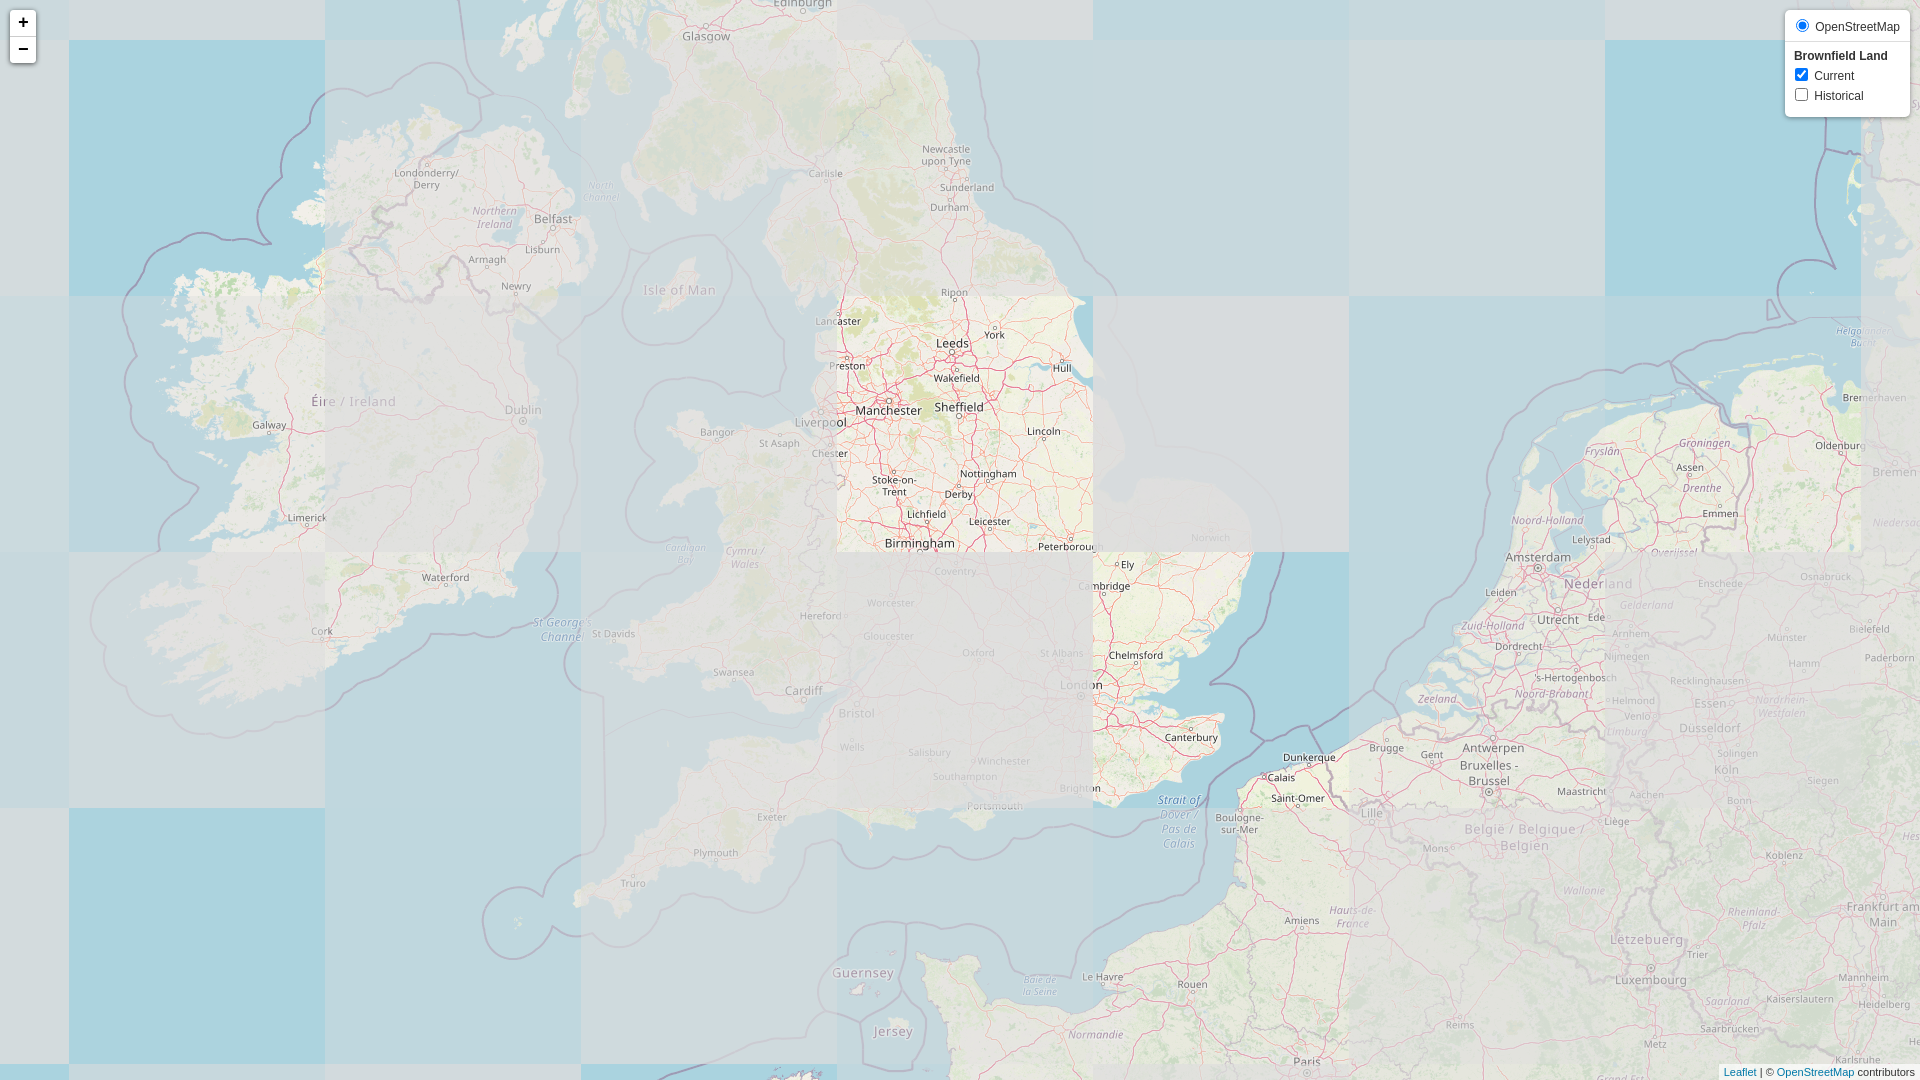 +
−
OpenStreetMap
Brownfield Land
Current
Historical
Edinburgh
Glasgow
Newcastle
upon Tyne
Londonderry/
Derry
North
Channel
Carlisle
Sunderland
Durham
Northern
Ireland
Belfast
Lisburn
Armagh
Newry
Isle of Man
Ripon
Lancaster
York
Leeds
Preston
Hull
Wakefield
Éire / Ireland
Dublin
Manchester
Sheffield
Liverpool
Galway
Bangor
St Asaph
Lincoln
Chester
Nottingham
Stoke-on-
Trent
Derby
Limerick
Lichfield
Leicester
Norwich
Birmingham
Peterborough
Cardigan
Bay
Cymru /
Wales
Coventry
Ely
Waterford
Cambridge
Worcester
Hereford
St George's
Channel
Cork
St Davids
Gloucester
Oxford
St Albans
Chelmsford
Swansea
Cardiff
London
Bristol
Canterbury
Wells
Salisbury
Winchester
Southampton
Brighton
Portsmouth
Exeter
Plymouth
Truro
Strait of
Dover /
Pas de
Calais
Dunkerque
Calais
Saint-Omer
Boulogne-
sur-Mer
Bremerhaven
Groningen
Oldenburg
Fryslân
Assen
Bremen
Drenthe
Emmen
Noord-Holland
Lelystad
Overijssel
Amsterdam
Nederland
Enschede
Osnabrück
Leiden
Utrecht
Ede
Gelderland
Zuid-Holland
Arnhem
Münster
Bielefeld
Dordrecht
Nijmegen
Hamm
Paderborn
's-Hertogenbosch
Recklinghausen
Zeeland
Noord-Brabant
Helmond
Essen
Nordrhein-
Westfalen
Venlo
Limburg
Düsseldorf
Brugge
Gent
Antwerpen
Bruxelles -
Brussel
Solingen
Köln
Siegen
Maastricht
Aachen
Bonn
Lille
Liège
België / Belgique /
Belgien
Mons
Koblenz
Wallonie
Hauts-de-
France
Amiens
Rheinland-
Pfalz
Frankfurt am
Main
Lëtzebuerg
Trier
Luxembourg
Mannheim
Kaiserslautern
Heidelberg
Saarland
Saarbrücken
Guernsey
Jersey
Baie de
la Seine
Le Havre
Rouen
Normandie
Reims
Metz
Karlsruhe
Paris
Grand Est
Leaflet | © OpenStreetMap contributors